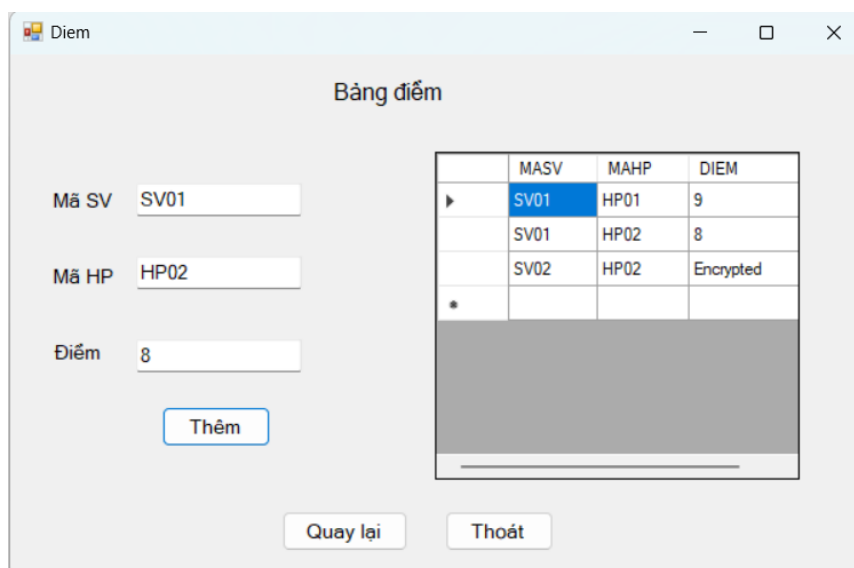 Diem
Bảng điểm
Mã SV SV01
Mã HP HP02
Điểm 8
Thêm
MASV MAHP DIEM
SV01 HP01 9
SV01 HP02 8
SV02 HP02 Encrypted
Quay lại Thoát